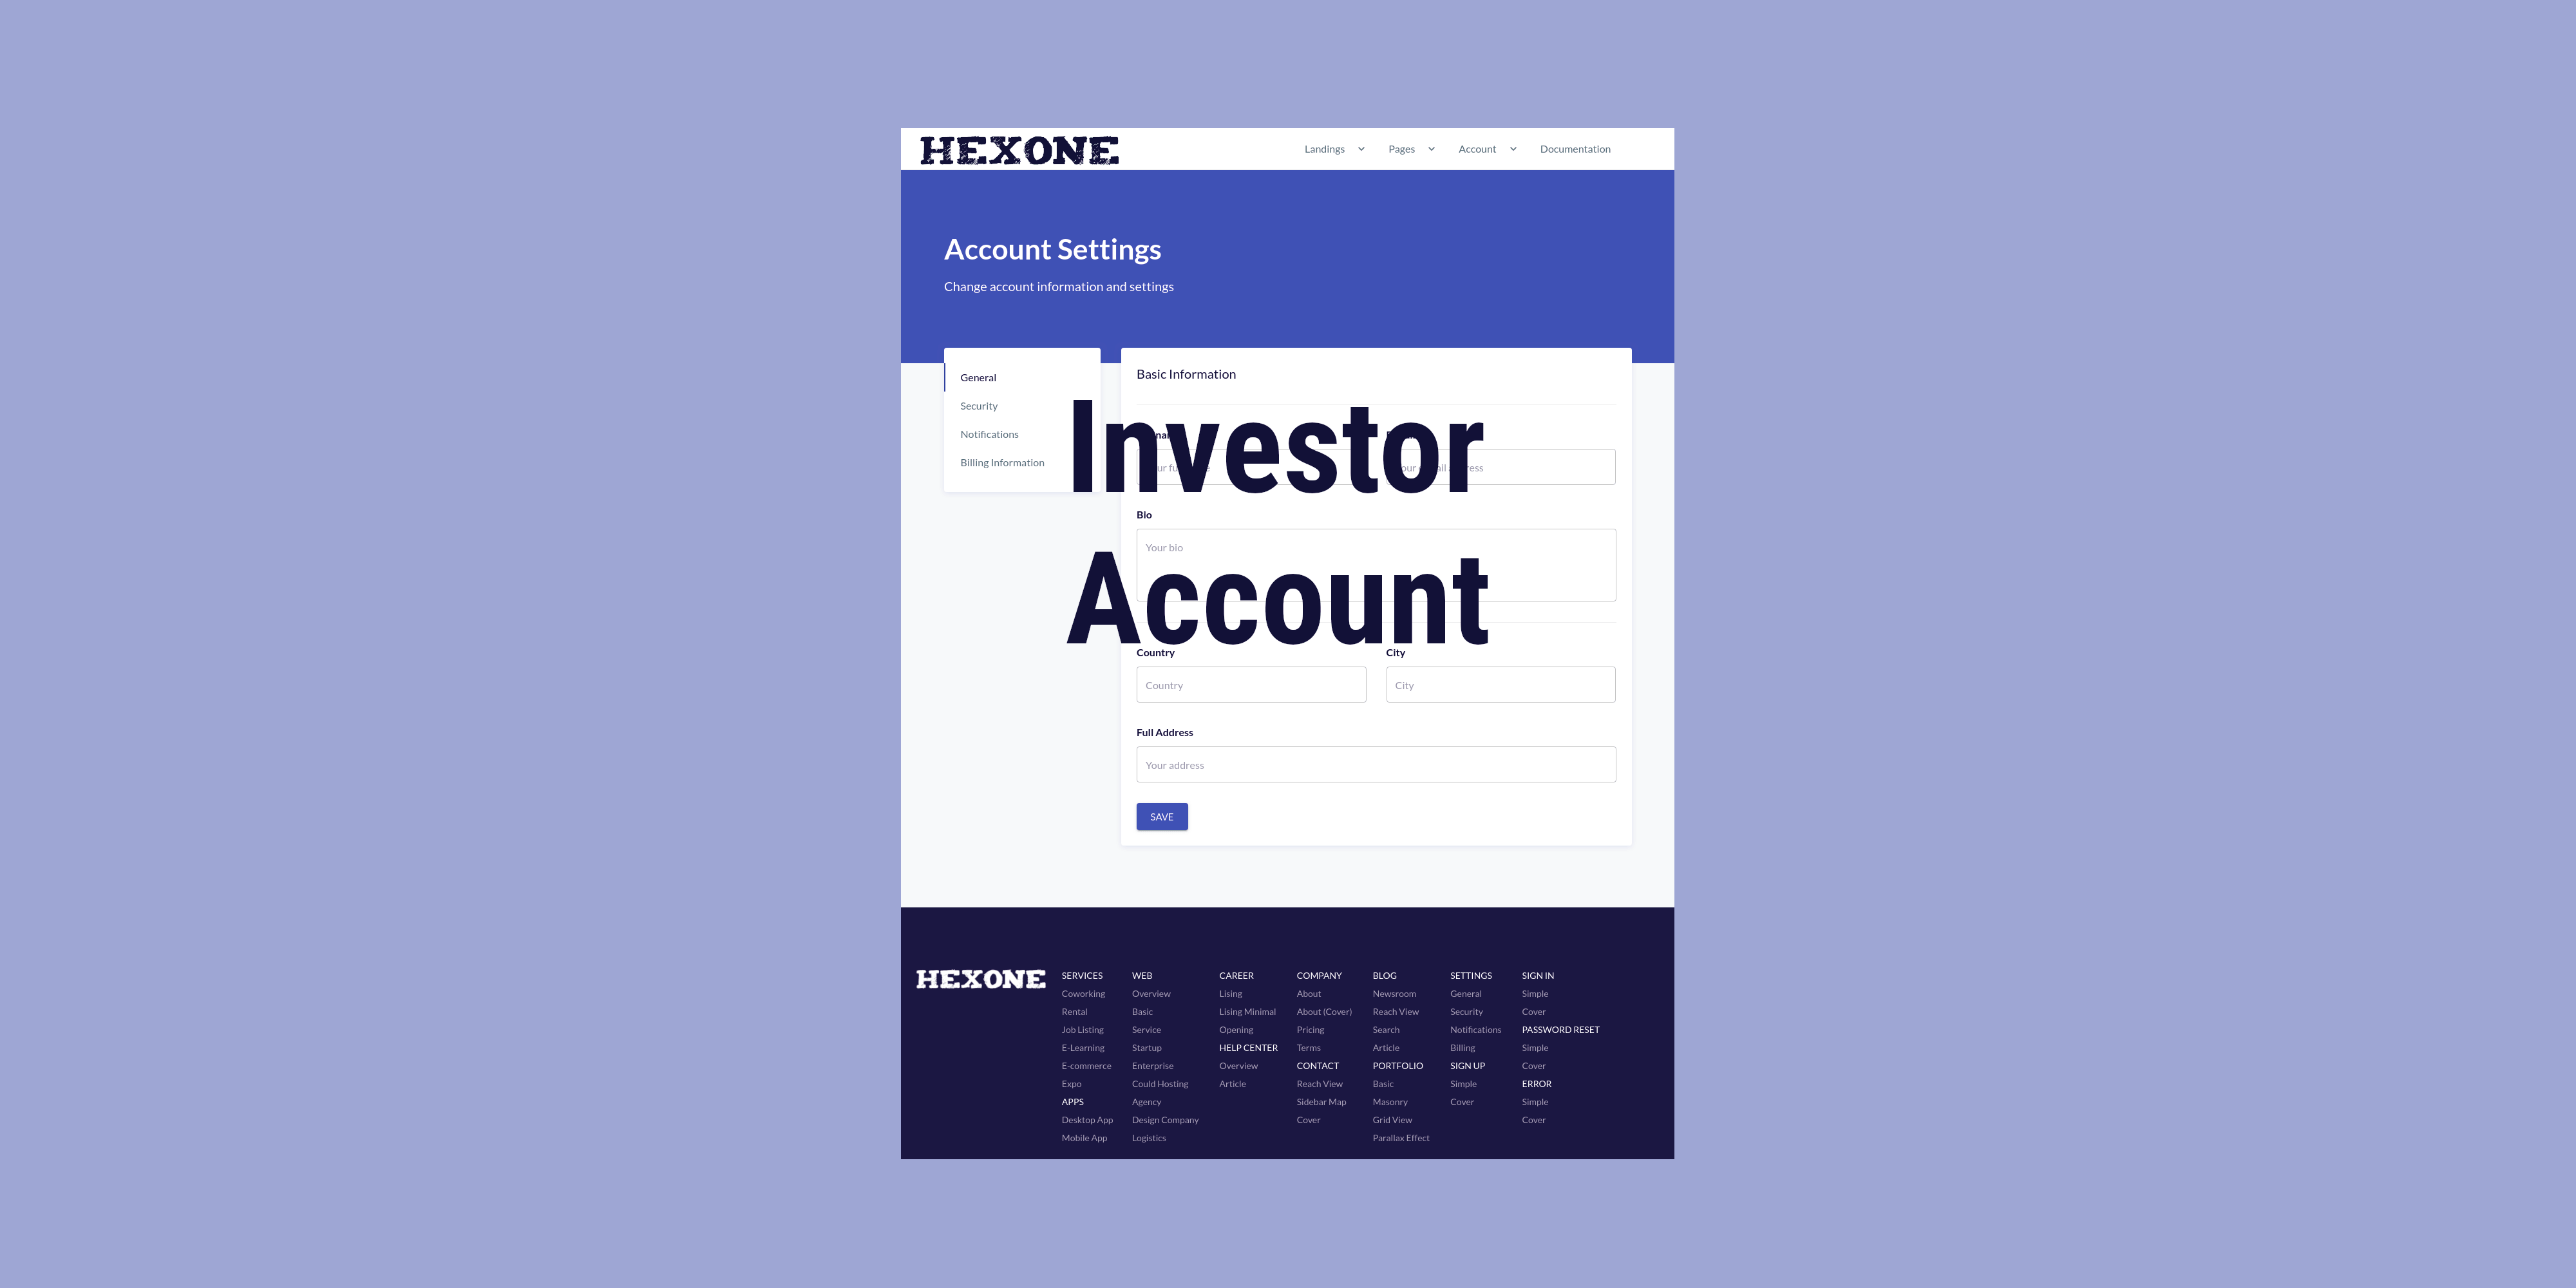 HEXONE
Landings Pages Account Documentation
Account Settings
Change account information and settings
General
Security
Notifications
Billing Information
Basic Information
Investor
Bio
Your bio
Account
Country City
Country City
Full Address
Your address
SAVE
HEXONE
SERVICES
Coworking
Rental
Job Listing
E-Learning
E-commerce
Expo
APPS
Desktop App
Mobile App
WEB
Overview
Basic
Service
Startup
Enterprise
Could Hosting
Agency
Design Company
Logistics
CAREER
Lising
Lising Minimal
Opening
HELP CENTER
Overview
Article
COMPANY
About
About (Cover)
Pricing
Terms
CONTACT
Reach View
Sidebar Map
Cover
BLOG
Newsroom
Reach View
Search
Article
PORTFOLIO
Basic
Masonry
Grid View
Parallax Effect
SETTINGS
General
Security
Notifications
Billing
SIGN UP
Simple
Cover
SIGN IN
Simple
Cover
PASSWORD RESET
Simple
Cover
ERROR
Simple
Cover